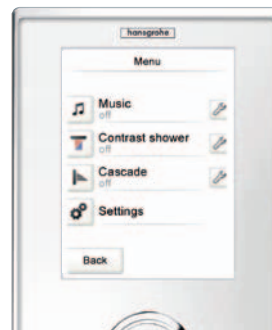 hansgrohe
Menu
Music
off
Contrast shower
off
Cascade
off
Settings
Back